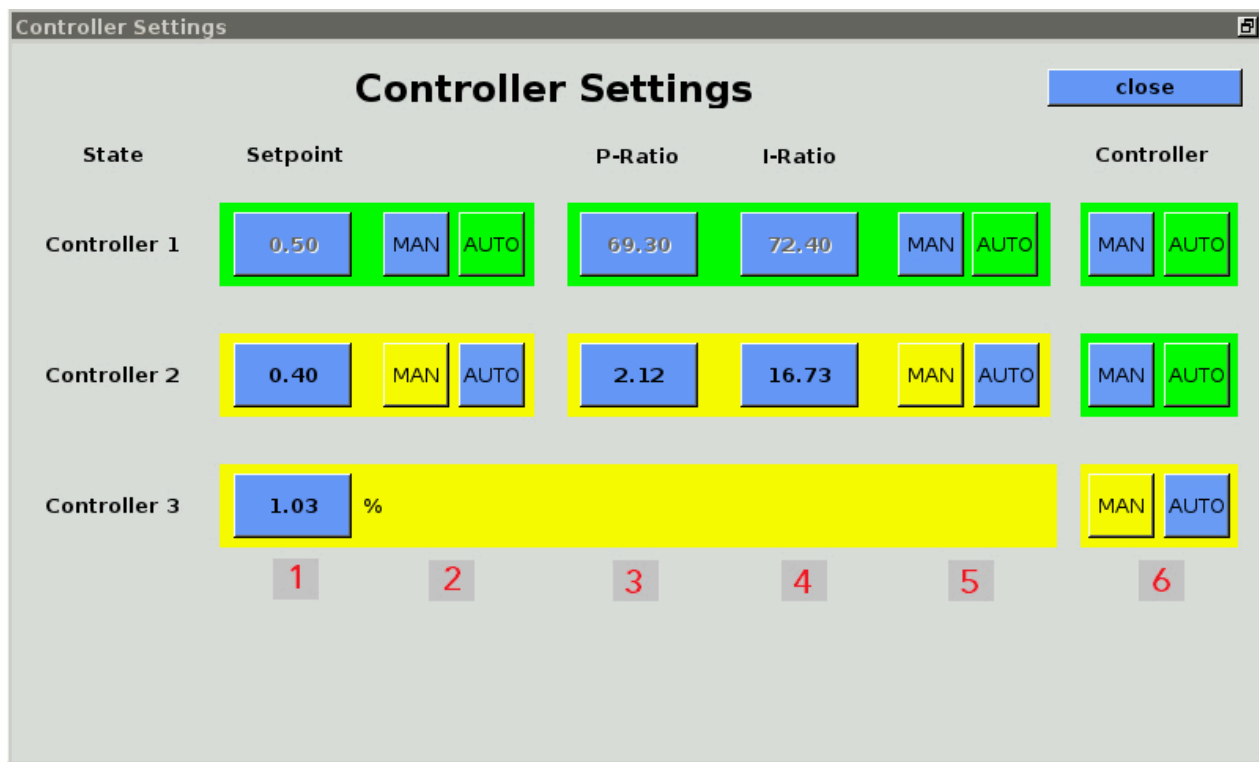 Controller Settings
Controller Settings close
State Setpoint P-Ratio I-Ratio Controller
Controller 1 0.50 MAN AUTO 69.30 72.40 MAN AUTO MAN AUTO
Controller 2 0.40 MAN AUTO 2.12 16.73 MAN AUTO MAN AUTO
Controller 3 1.03 % MAN AUTO
1 2 3 4 5 6